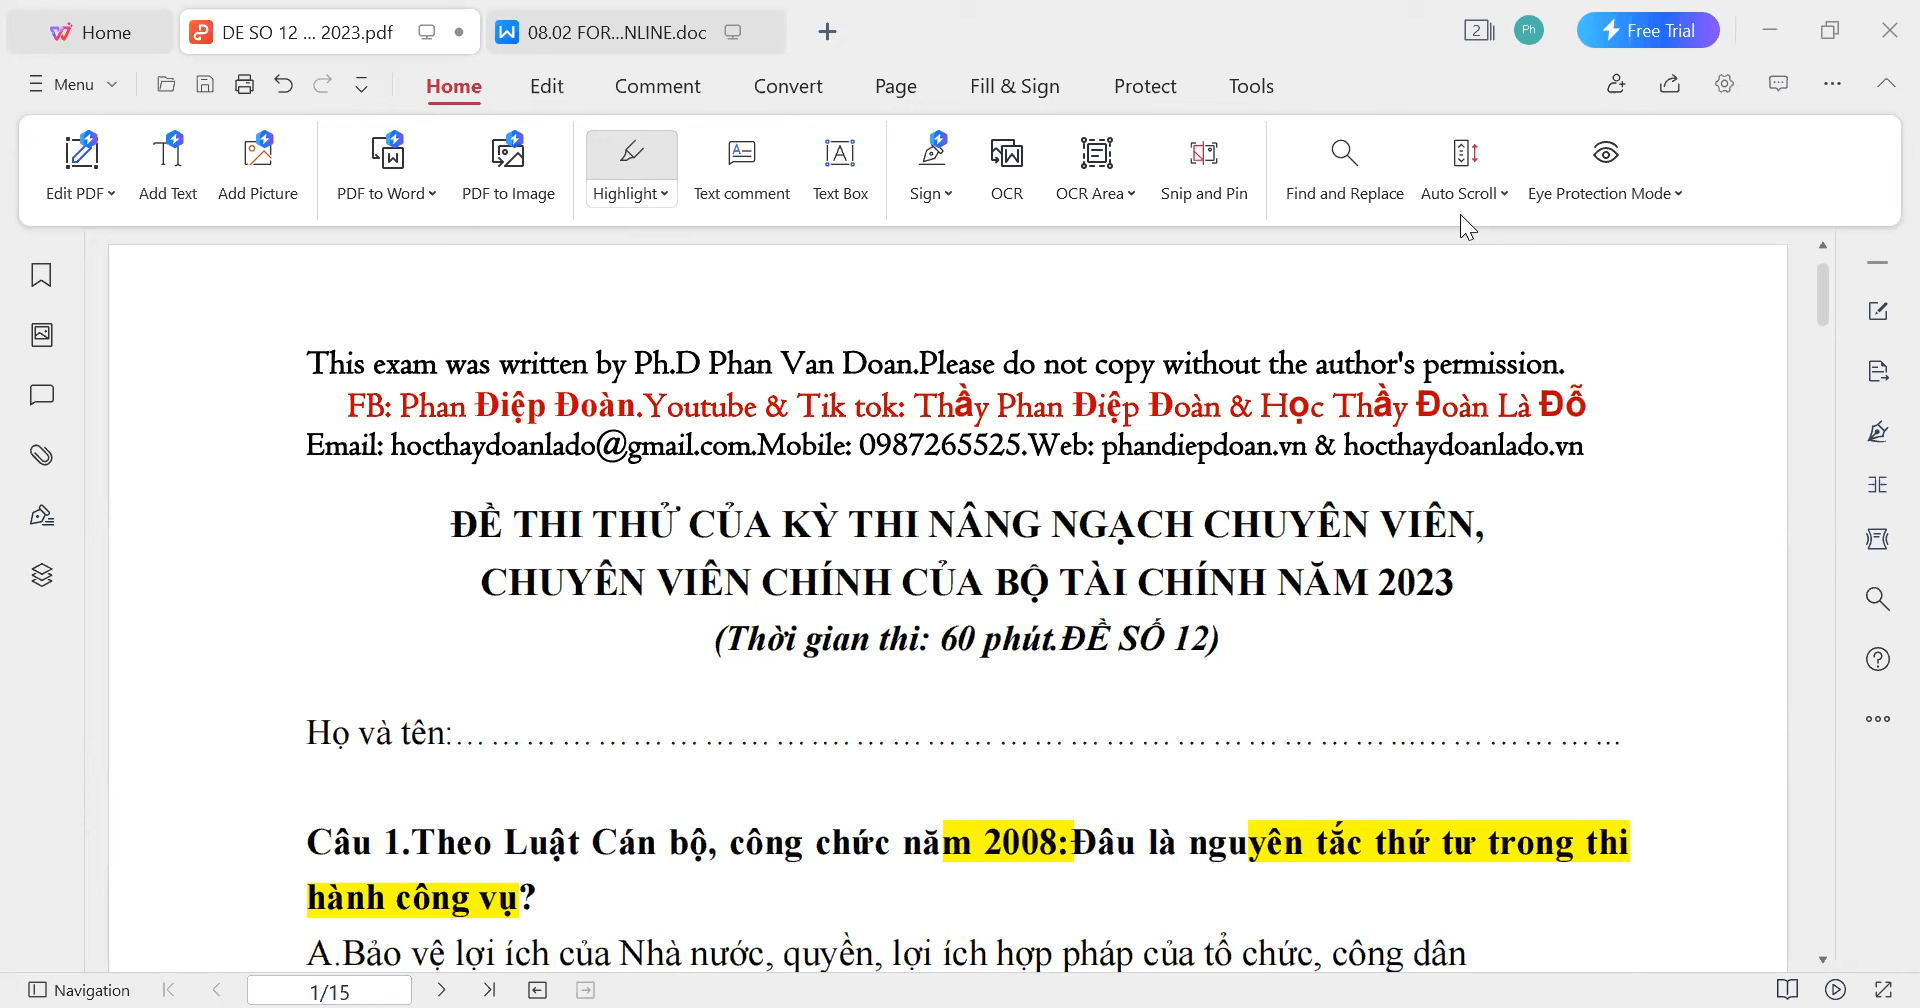 Home
DE SO 12 ... 2023.pdf
08.02 FOR...NLINE.doc
2
Ph
Free Trial
Menu
Home
Edit
Comment
Convert
Page
Fill & Sign
Protect
Tools
Edit PDF
Add Text
Add Picture
PDF to Word
PDF to Image
Highlight
Text comment
Text Box
Sign
OCR
OCR Area
Snip and Pin
Find and Replace
Auto Scroll
Eye Protection Mode
This exam was written by Ph.D Phan Van Doan.Please do not copy without the author's permission.
FB: Phan Điệp Đoàn.Youtube & Tik tok: Thầy Phan Điệp Đoàn & Học Thầy Đoàn Là Đỗ
Email: hocthaydoanlado@gmail.com.Mobile: 0987265525.Web: phandiepdoan.vn & hocthaydoanlado.vn
ĐỀ THI THỬ CỦA KỲ THI NÂNG NGẠCH CHUYÊN VIÊN,
CHUYÊN VIÊN CHÍNH CỦA BỘ TÀI CHÍNH NĂM 2023
(Thời gian thi: 60 phút.ĐỀ SỐ 12)
Họ và tên:……………………………………………………………………………………………
Câu 1.Theo Luật Cán bộ, công chức năm 2008:Đâu là nguyên tắc thứ tư trong thi
hành công vụ?
A.Bảo vệ lợi ích của Nhà nước, quyền, lợi ích hợp pháp của tổ chức, công dân
Navigation
1/15